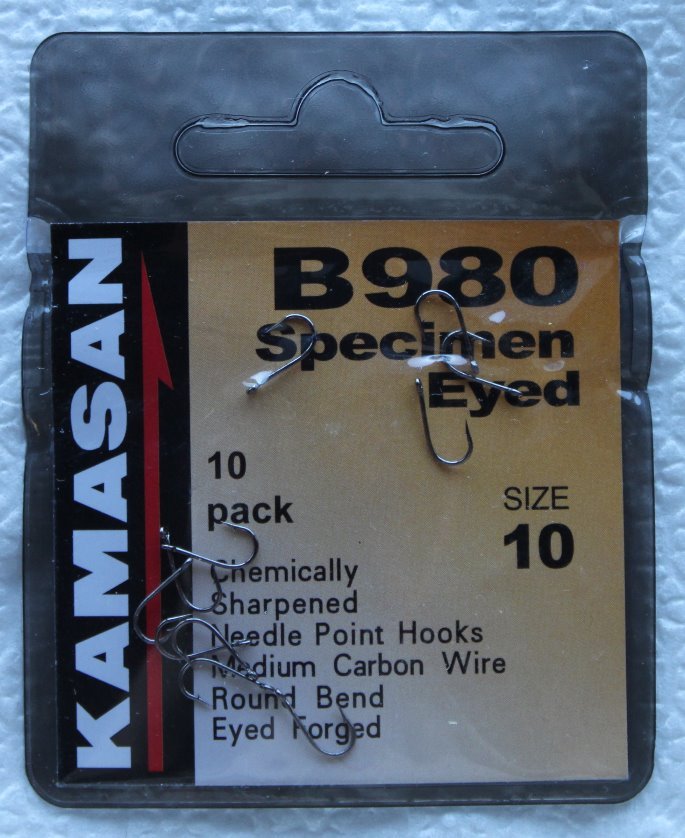 KAMASAN
B980
Specimen
Eyed
10
pack
SIZE
10
Chemically
Sharpened
Needle Point Hooks
Medium Carbon Wire
Round Bend
Eyed Forged